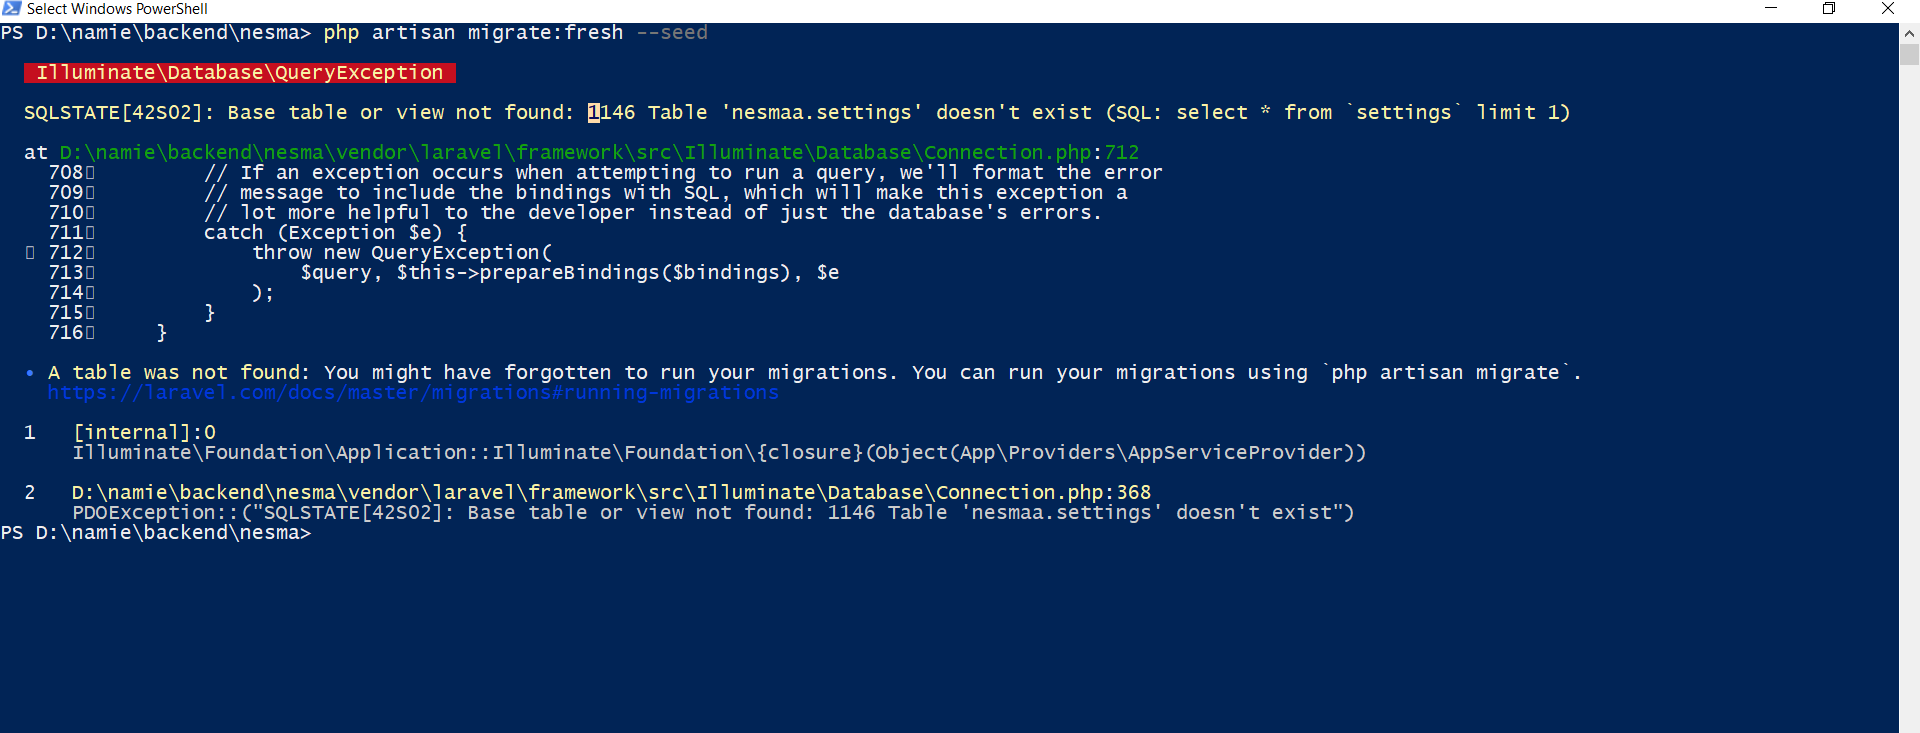 Select Windows PowerShell
PS D:\namie\backend\nesma> php artisan migrate:fresh --seed
Illuminate\Database\QueryException
SQLSTATE[42S02]: Base table or view not found: 1146 Table 'nesmaa.settings' doesn't exist (SQL: select * from `settings` limit 1)
at D:\namie\backend\nesma\vendor\laravel\framework\src\Illuminate\Database\Connection.php:712
708▯ // If an exception occurs when attempting to run a query, we'll format the error
709▯ // message to include the bindings with SQL, which will make this exception a
710▯ // lot more helpful to the developer instead of just the database's errors.
711▯ catch (Exception $e) {
▯ 712▯ throw new QueryException(
713▯ $query, $this->prepareBindings($bindings), $e
714▯ );
715▯ }
716▯ }
• A table was not found: You might have forgotten to run your migrations. You can run your migrations using `php artisan migrate`.
https://laravel.com/docs/master/migrations#running-migrations
1 [internal]:0
Illuminate\Foundation\Application::Illuminate\Foundation\{closure}(Object(App\Providers\AppServiceProvider))
2 D:\namie\backend\nesma\vendor\laravel\framework\src\Illuminate\Database\Connection.php:368
PDOException::("SQLSTATE[42S02]: Base table or view not found: 1146 Table 'nesmaa.settings' doesn't exist")
PS D:\namie\backend\nesma>